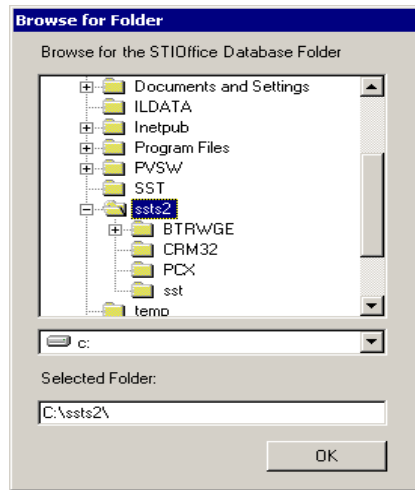 Browse for Folder
Browse for the STIOffice Database Folder
Documents and Settings
ILDATA
Inetpub
Program Files
PVSW
SST
ssts2
BTRWGE
CRM32
PCX
sst
temp
c:
Selected Folder:
C:\ssts2\
OK